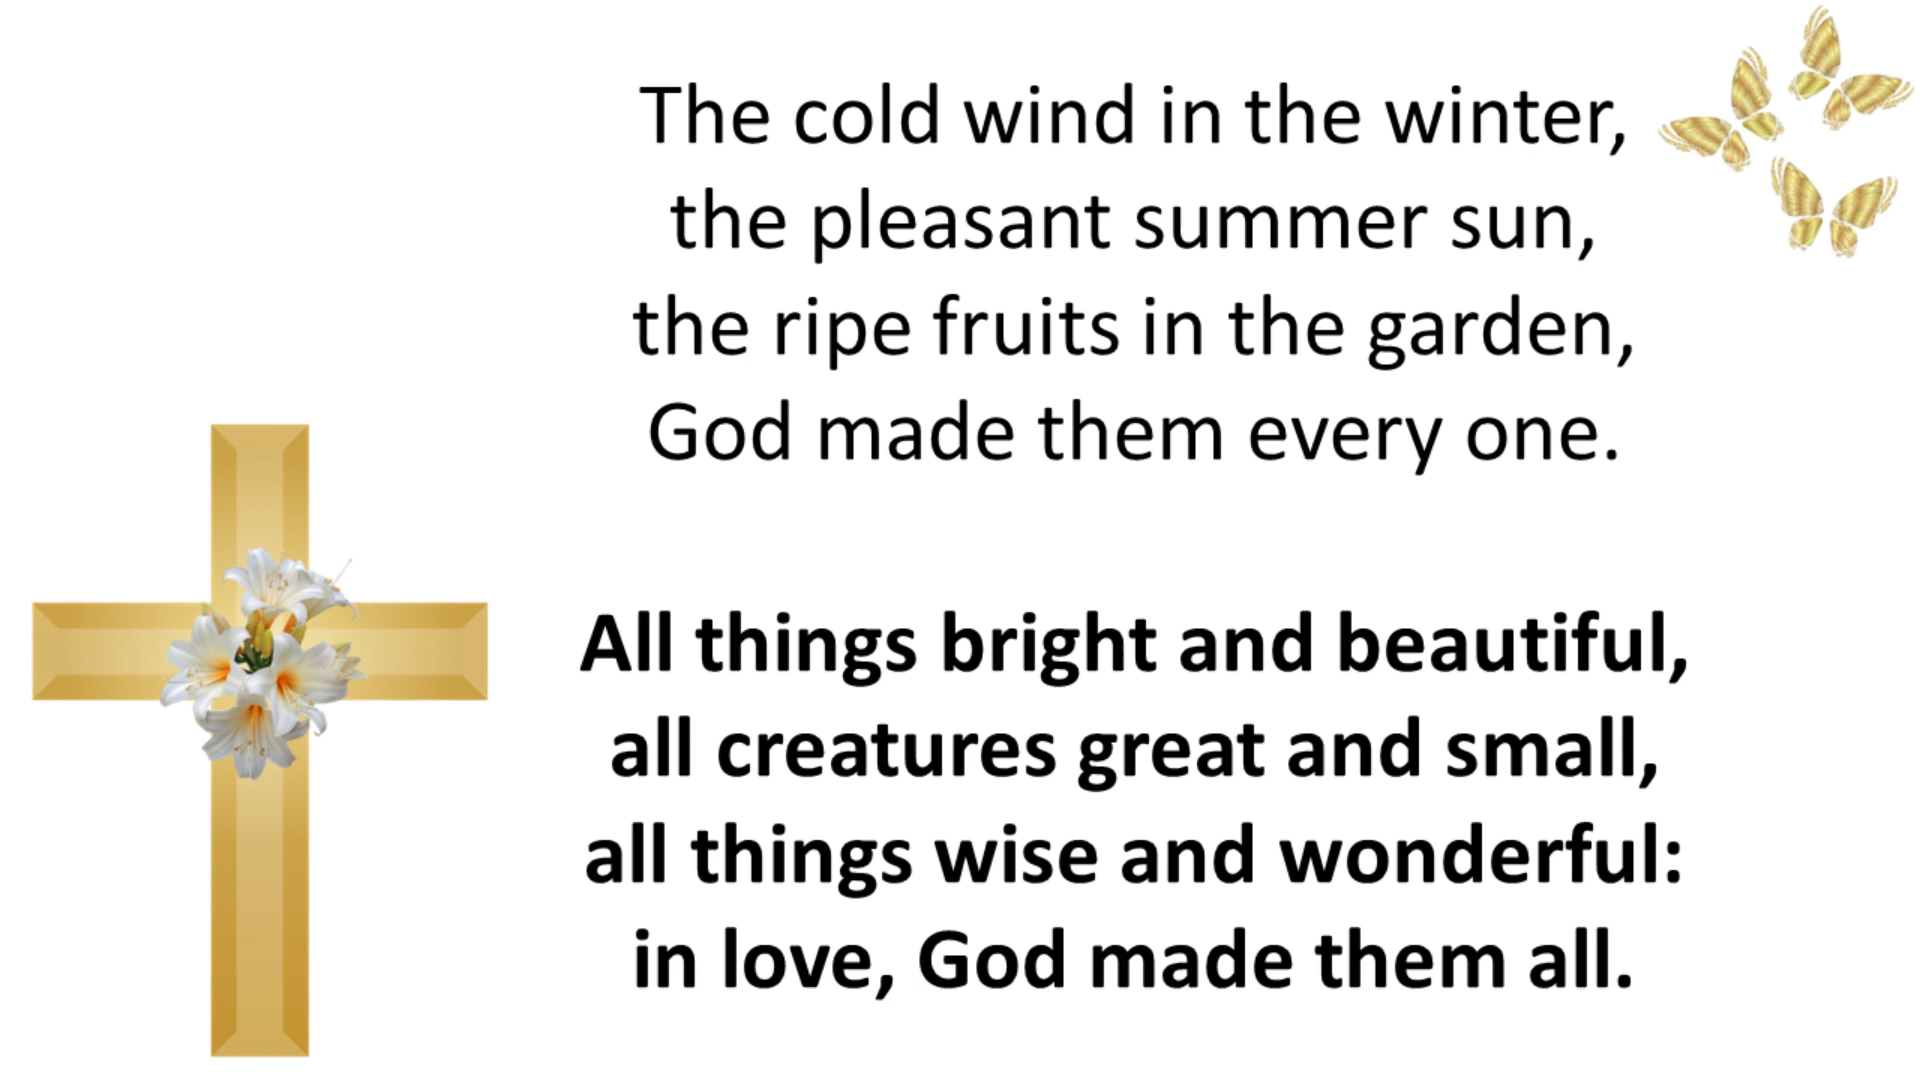 The cold wind in the winter,
the pleasant summer sun,
the ripe fruits in the garden,
God made them every one.
All things bright and beautiful,
all creatures great and small,
all things wise and wonderful:
in love, God made them all.